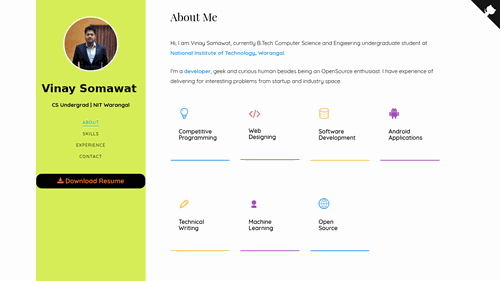 Vinay Somawat
CS Undergrad | NIT Warangal
ABOUT
SKILLS
EXPERIENCE
CONTACT
Download Resume
About Me
Hi, I am Vinay Somawat, currently B.Tech Computer Science and Engieering undergraduate student at
National Institute of Technology, Warangal.
I'm a developer, geek and curious human besides being an OpenSource enthusiast. I have experience of
delivering for interesting problems from startup and industry space.
Competitive
Programming
Web
Designing
Software
Development
Android
Applications
Technical
Writing
Machine
Learning
Open
Source